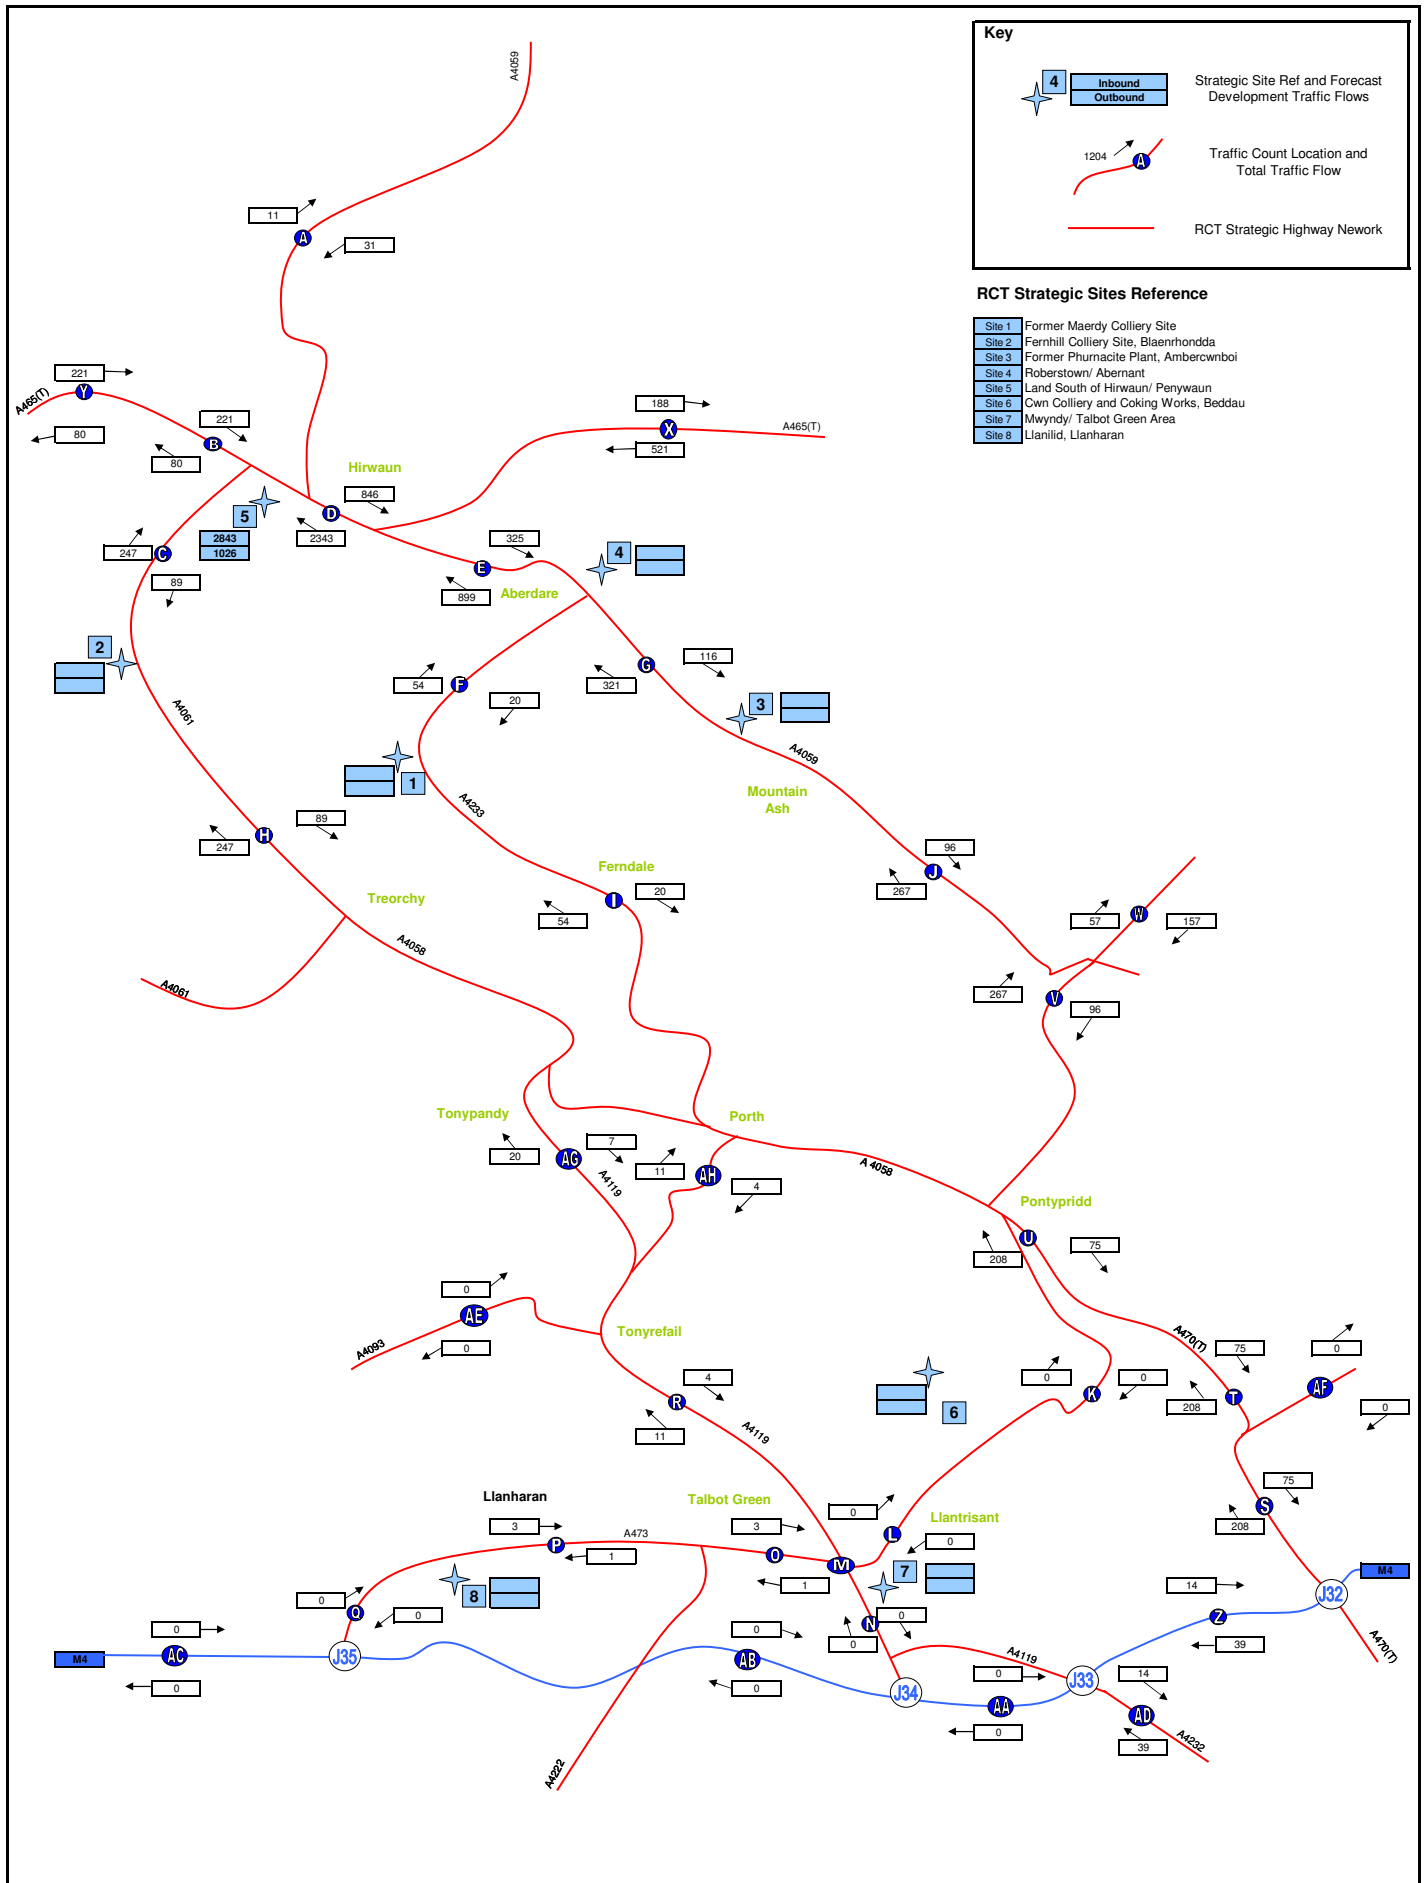 Key
4
Inbound
Outbound
Strategic Site Ref and Forecast
Development Traffic Flows
1204
A
Traffic Count Location and
Total Traffic Flow
RCT Strategic Highway Nework
RCT Strategic Sites Reference
Site 1 Former Maerdy Colliery Site
Site 2 Fernhill Colliery Site, Blaenrhondda
Site 3 Former Phurnacite Plant, Ambercwnboi
Site 4 Roberstown/ Abernant
Site 5 Land South of Hirwaun/ Penywaun
Site 6 Cwn Colliery and Coking Works, Beddau
Site 7 Mwyndy/ Talbot Green Area
Site 8 Llanilid, Llanharan
A4059
11
A
31
221
Y
A465(T)
80
221
B
80
188
X
A465(T)
521
Hirwaun
846
D
2343
5
2843
1026
247
C
89
325
E
899
Aberdare
4
2
A4061
54
F
20
116
G
321
3
1
A4233
A4059
Mountain
Ash
89
H
247
Treorchy
Ferndale
20
I
54
96
J
267
57
W
157
A4058
A4061
267
V
96
Tonypandy
Porth
7
20
AG
A4119
11
AH
4
A 4058
Pontypridd
U
208
75
0
AE
A4093
0
Tonyrefail
A470(T)
75
0
T
208
AF
0
4
R
11
A4119
6
0
K
0
Llanharan
Talbot Green
Llantrisant
75
S
208
3
P
A473
1
3
O
1
M
0
L
0
7
8
0
Q
0
N
0
0
14
Z
39
J32
M4
A470(T)
0
AC
M4
0
J35
0
AB
0
J34
A4119
0
AA
0
J33
14
AD
39
A4232
A4222